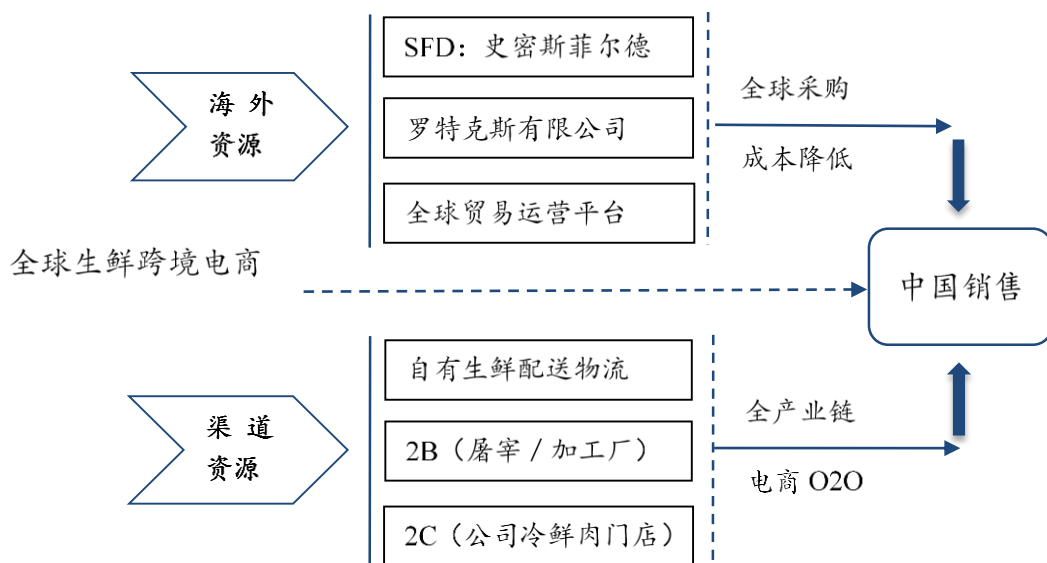 海 外
资源
SFD：史密斯菲尔德
罗特克斯有限公司
全球贸易运营平台
全球采购
成本降低
全球生鲜跨境电商
中国销售
渠 道
资源
自有生鲜配送物流
2B（屠宰 / 加工厂）
2C（公司冷鲜肉门店）
全产业链
电商 O2O